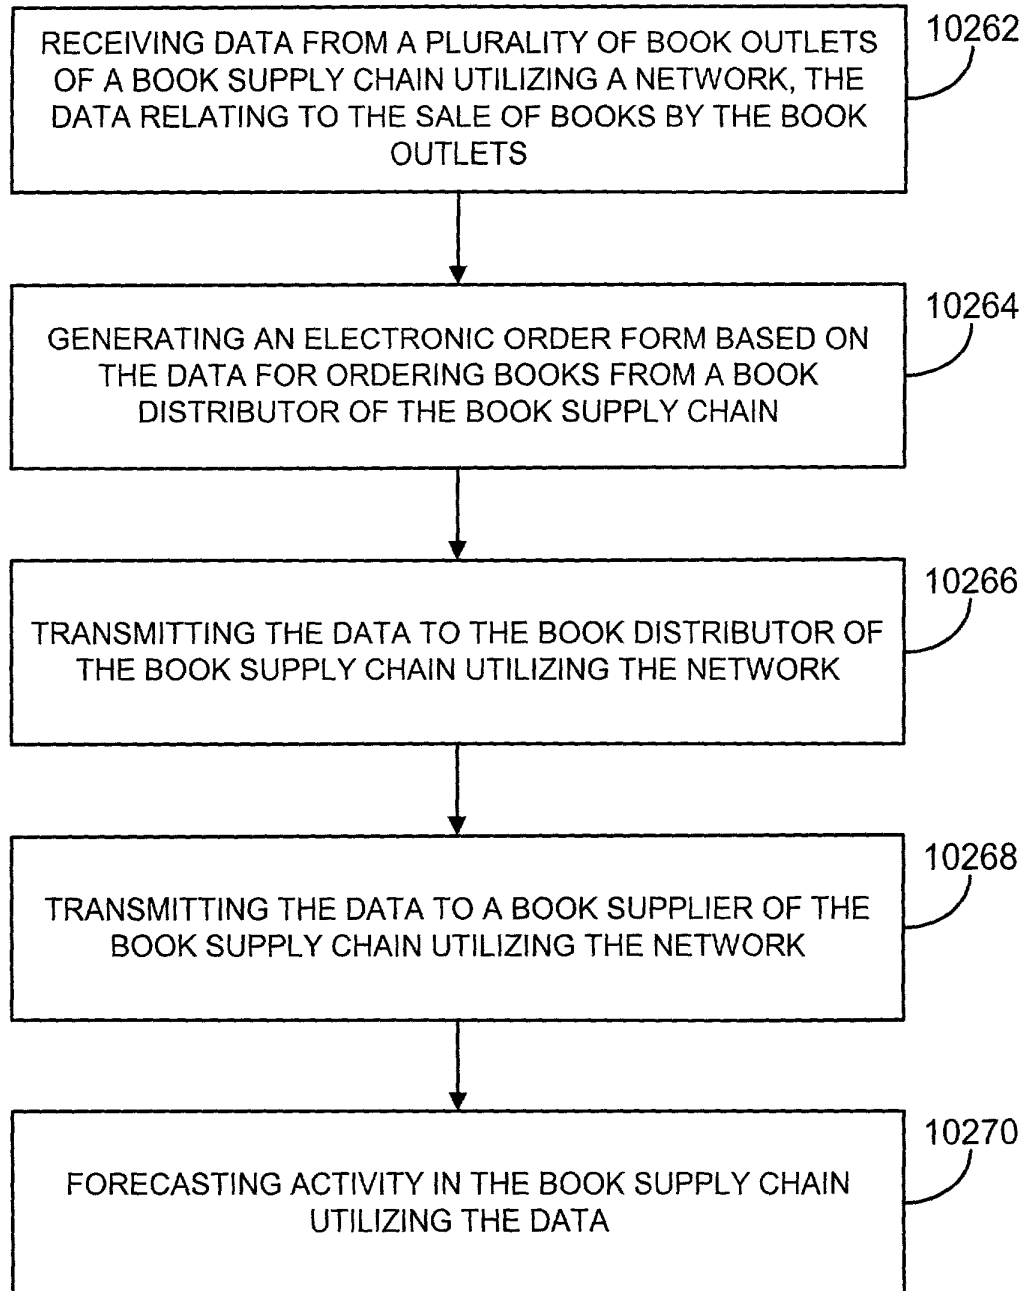 10262
RECEIVING DATA FROM A PLURALITY OF BOOK OUTLETS
OF A BOOK SUPPLY CHAIN UTILIZING A NETWORK, THE
DATA RELATING TO THE SALE OF BOOKS BY THE BOOK
OUTLETS
10264
GENERATING AN ELECTRONIC ORDER FORM BASED ON
THE DATA FOR ORDERING BOOKS FROM A BOOK
DISTRIBUTOR OF THE BOOK SUPPLY CHAIN
10266
TRANSMITTING THE DATA TO THE BOOK DISTRIBUTOR OF
THE BOOK SUPPLY CHAIN UTILIZING THE NETWORK
10268
TRANSMITTING THE DATA TO A BOOK SUPPLIER OF THE
BOOK SUPPLY CHAIN UTILIZING THE NETWORK
10270
FORECASTING ACTIVITY IN THE BOOK SUPPLY CHAIN
UTILIZING THE DATA